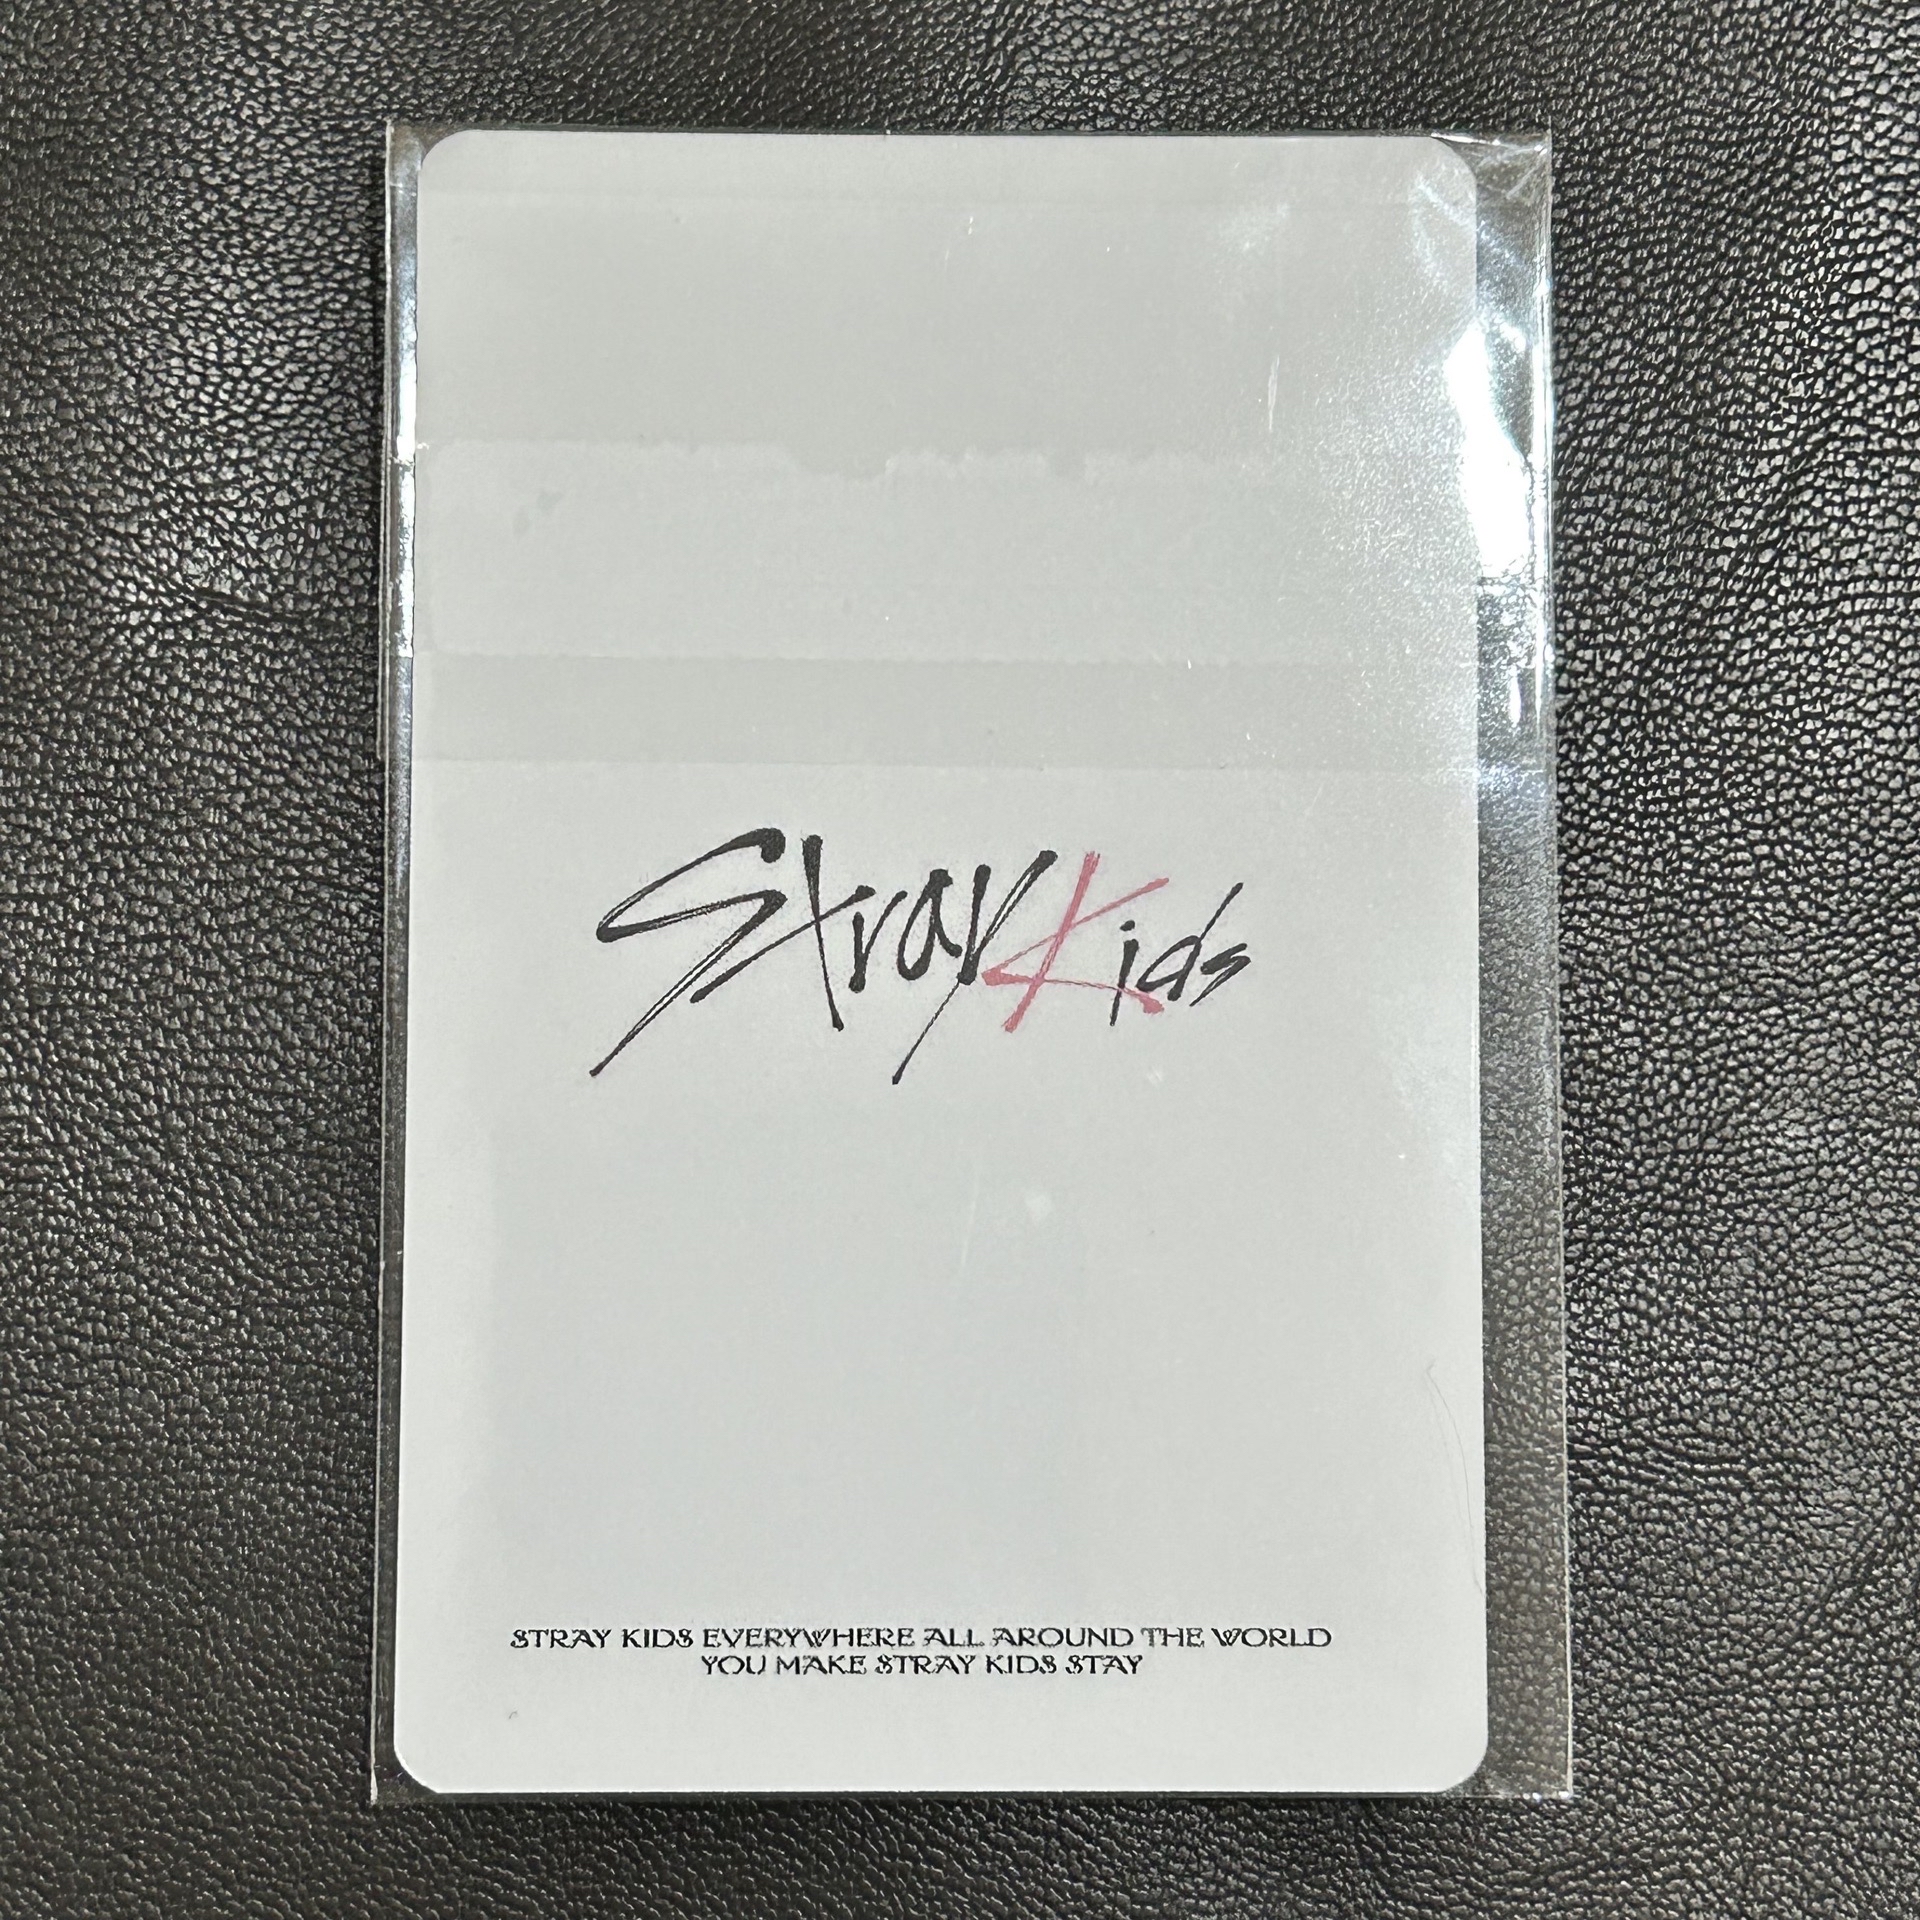 Stray Kids
STRAY KIDS EVERYWHERE ALL AROUND THE WORLD
YOU MAKE STRAY KIDS STAY